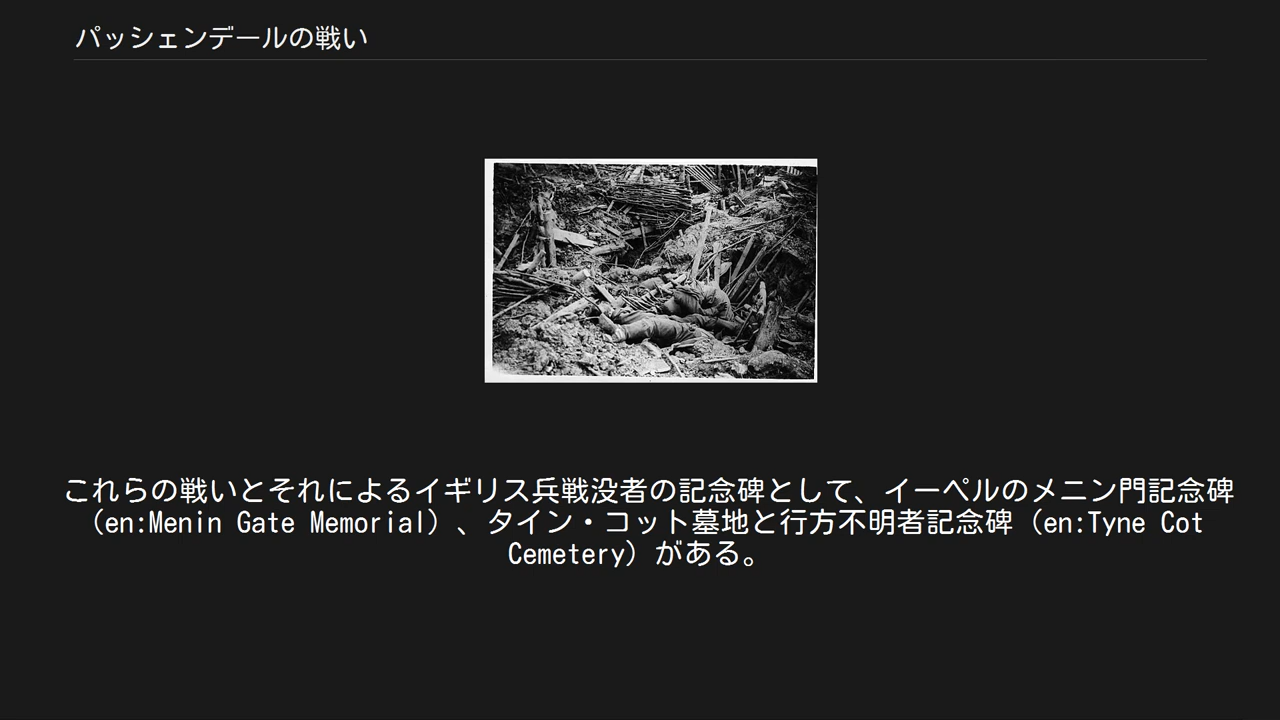 パッシェンデールの戦い
これらの戦いとそれによるイギリス兵戦没者の記念碑として、イーペルのメニン門記念碑
（en:Menin Gate Memorial）、タイン・コット墓地と行方不明者記念碑（en:Tyne Cot
Cemetery）がある。